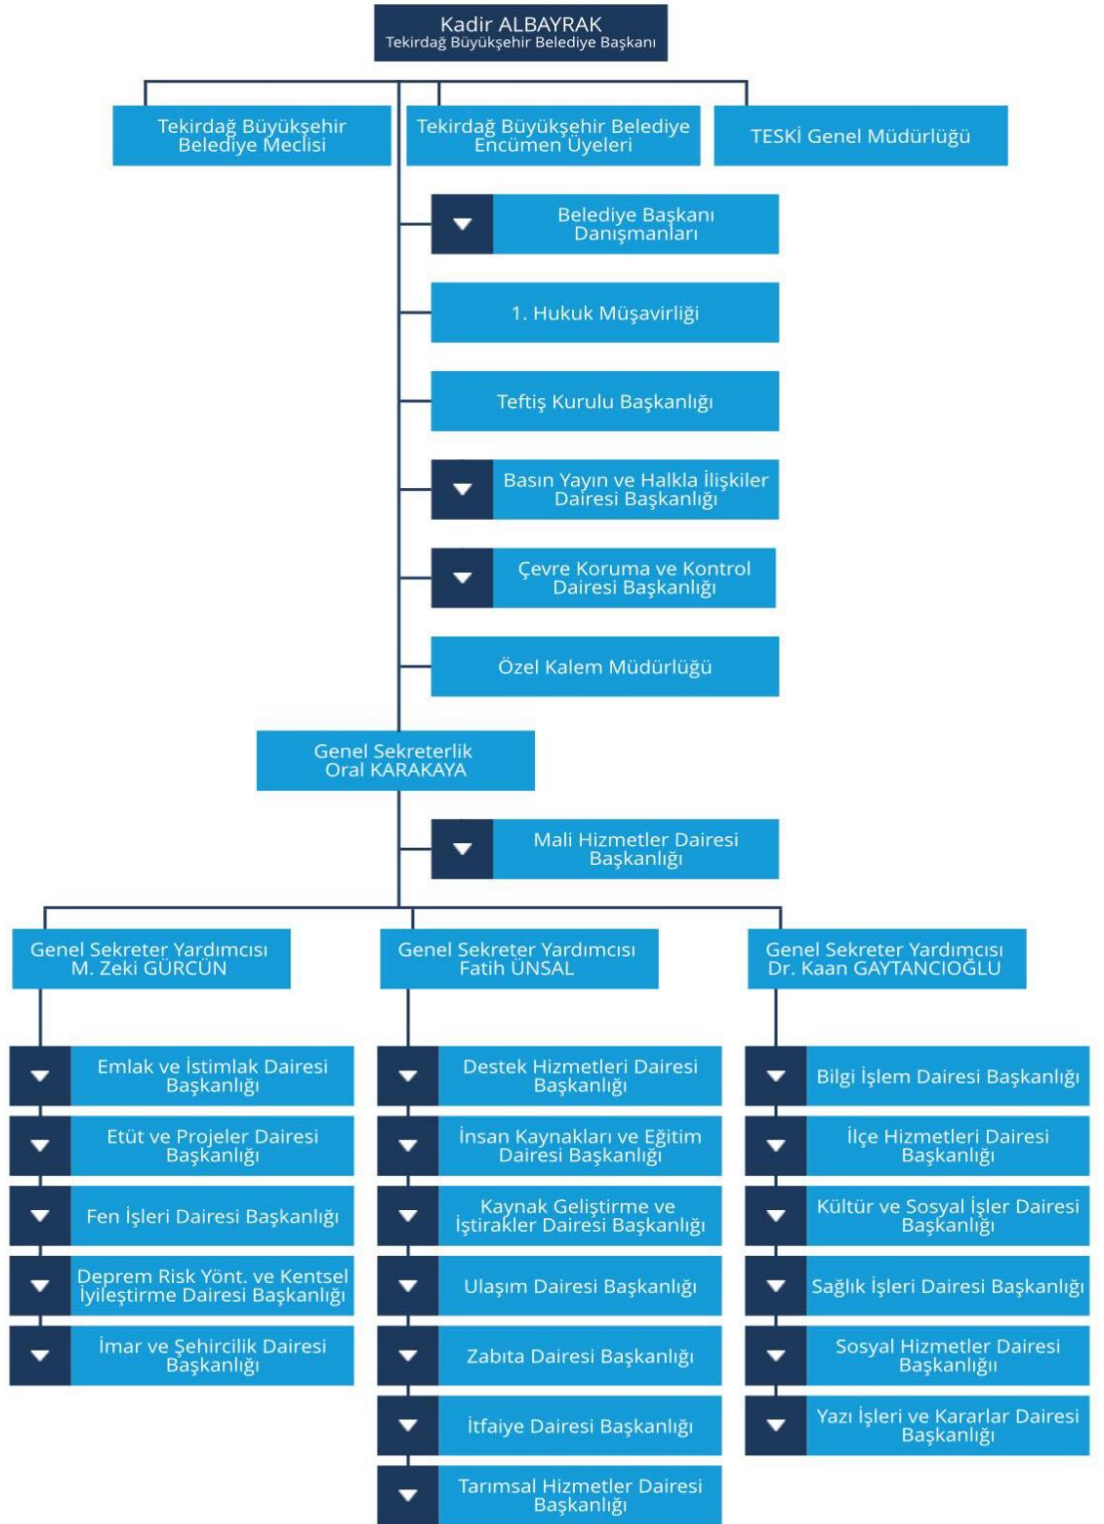 Kadir ALBAYRAK
Tekirdağ Büyükşehir Belediye Başkanı
Tekirdağ Büyükşehir
Belediye Meclisi
Tekirdağ Büyükşehir Belediye
Encümen Üyeleri
TESKİ Genel Müdürlüğü
Belediye Başkanı
Danışmanları
1. Hukuk Müşavirliği
Teftiş Kurulu Başkanlığı
Basın Yayın ve Halkla İlişkiler
Dairesi Başkanlığı
Çevre Koruma ve Kontrol
Dairesi Başkanlığı
Özel Kalem Müdürlüğü
Genel Sekreterlik
Oral KARAKAYA
Mali Hizmetler Dairesi
Başkanlığı
Genel Sekreter Yardımcısı
M. Zeki GÜRCÜN
Emlak ve İstimlak Dairesi
Başkanlığı
Etüt ve Projeler Dairesi
Başkanlığı
Fen İşleri Dairesi Başkanlığı
Deprem Risk Yönt. ve Kentsel
İyileştirme Dairesi Başkanlığı
İmar ve Şehircilik Dairesi
Başkanlığı
Genel Sekreter Yardımcısı
Fatih ÜNSAL
Destek Hizmetleri Dairesi
Başkanlığı
İnsan Kaynakları ve Eğitim
Dairesi Başkanlığı
Kaynak Geliştirme ve
İştirakler Dairesi Başkanlığı
Ulaşım Dairesi Başkanlığı
Zabıta Dairesi Başkanlığı
İtfaiye Dairesi Başkanlığı
Tarımsal Hizmetler Dairesi
Başkanlığı
Genel Sekreter Yardımcısı
Dr. Kaan GAYTANCIOĞLU
Bilgi İşlem Dairesi Başkanlığı
İlçe Hizmetleri Dairesi
Başkanlığı
Kültür ve Sosyal İşler Dairesi
Başkanlığı
Sağlık İşleri Dairesi Başkanlığı
Sosyal Hizmetler Dairesi
Başkanlığıı
Yazı İşleri ve Kararlar Dairesi
Başkanlığı